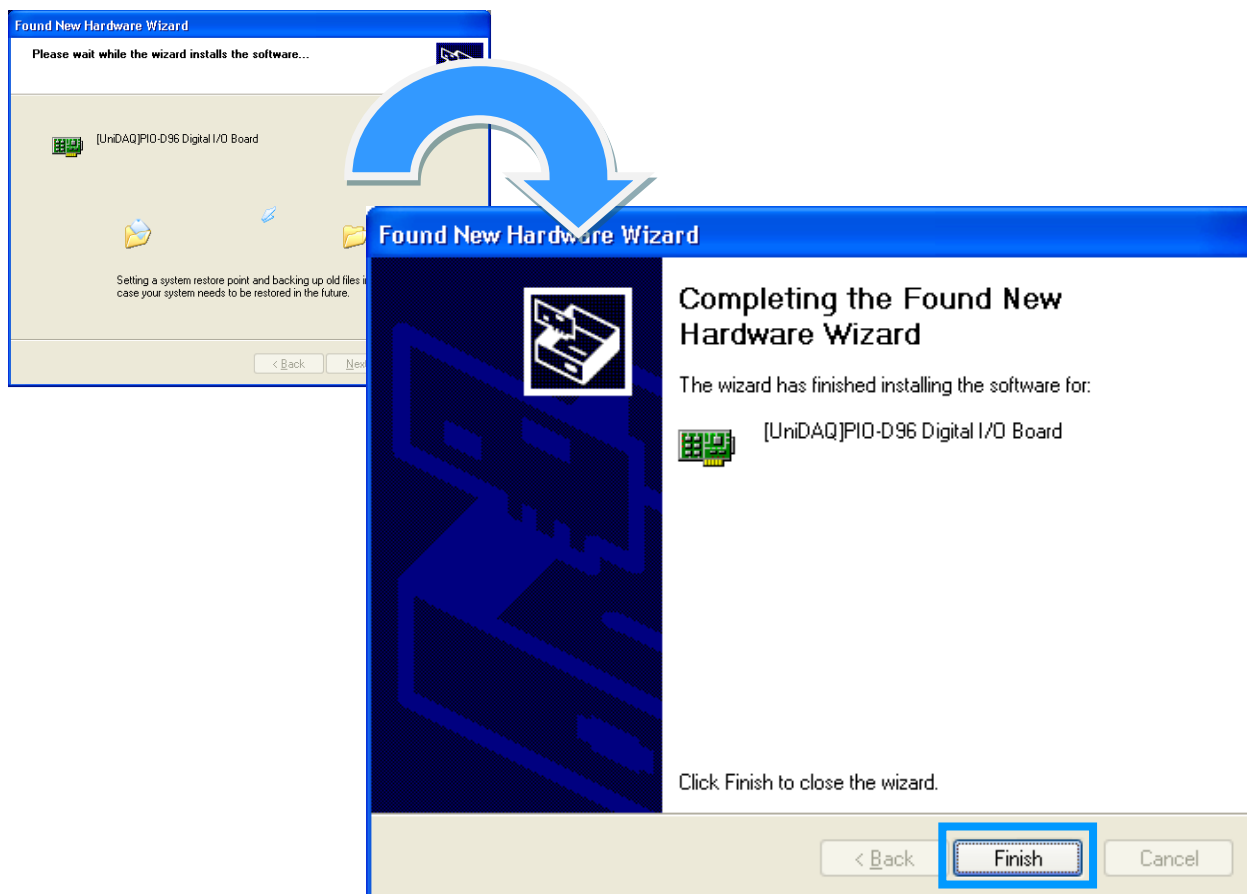 Found New Hardware Wizard
Please wait while the wizard installs the software...
[UniDAQ]PIO-D96 Digital I/O Board
Setting a system restore point and backing up old files i
case your system needs to be restored in the future.
< Back
Found New Hardware Wizard
Completing the Found New
Hardware Wizard
The wizard has finished installing the software for:
[UniDAQ]PIO-D96 Digital I/O Board
Click Finish to close the wizard.
< Back Finish Cancel